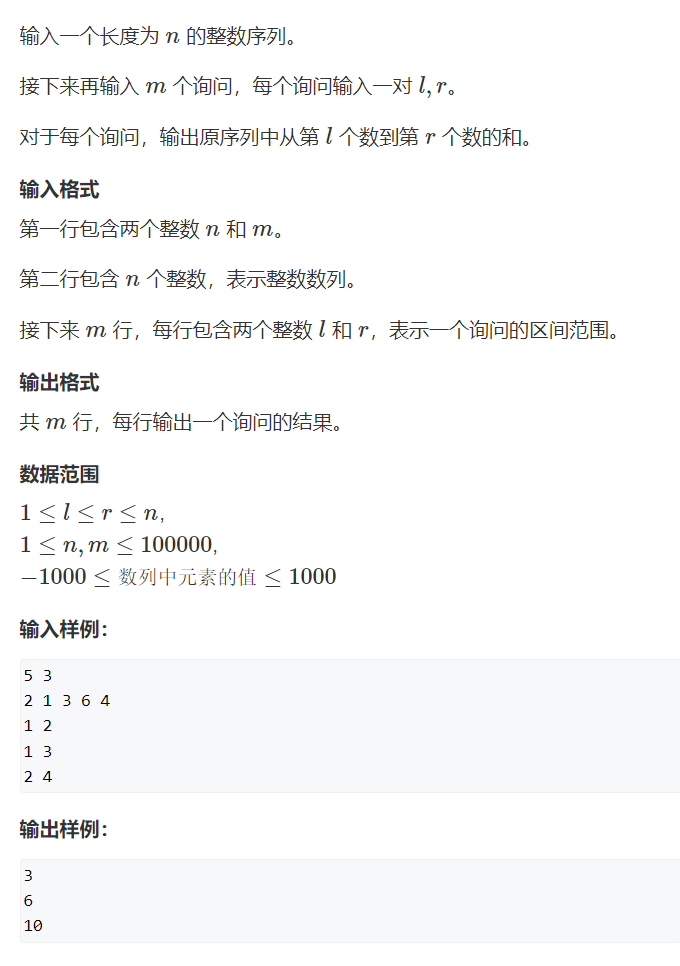 输入一个长度为 n 的整数序列。
接下来再输入 m 个询问，每个询问输入一对 l, r。
对于每个询问，输出原序列中从第 l 个数到第 r 个数的和。
输入格式
第一行包含两个整数 n 和 m。
第二行包含 n 个整数，表示整数数列。
接下来 m 行，每行包含两个整数 l 和 r，表示一个询问的区间范围。
输出格式
共 m 行，每行输出一个询问的结果。
数据范围
1 ≤ l ≤ r ≤ n,
1 ≤ n, m ≤ 100000,
−1000 ≤ 数列中元素的值 ≤ 1000
输入样例：
5 3
2 1 3 6 4
1 2
1 3
2 4
输出样例：
3
6
10